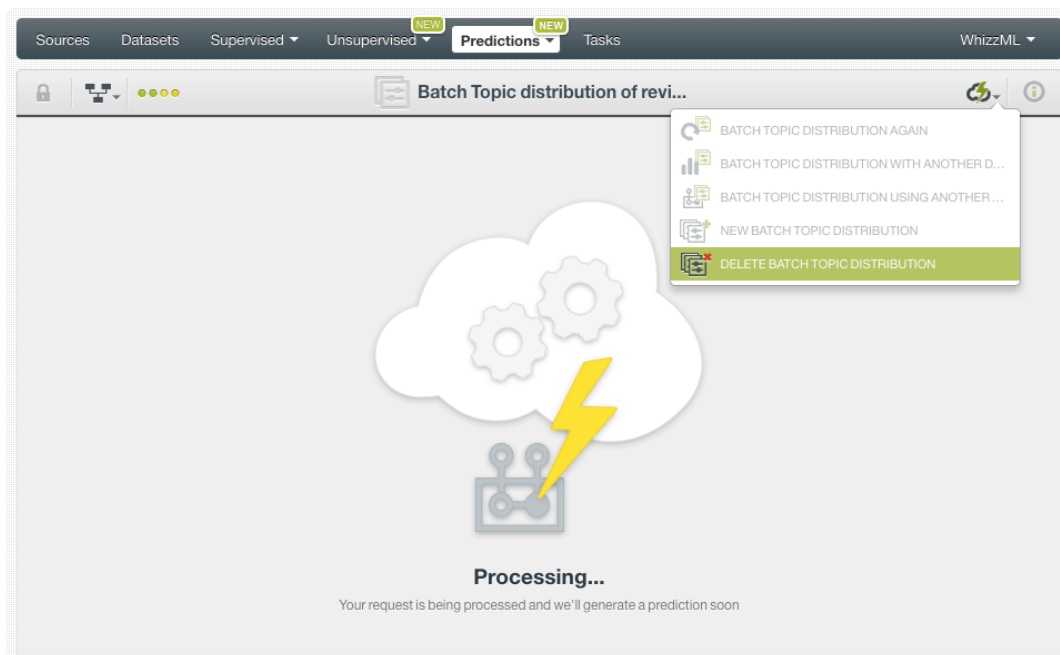 NEW
NEW
Sources Datasets Supervised Unsupervised Predictions Tasks WhizzML
Batch Topic distribution of revi...
BATCH TOPIC DISTRIBUTION AGAIN
BATCH TOPIC DISTRIBUTION WITH ANOTHER D...
BATCH TOPIC DISTRIBUTION USING ANOTHER ...
NEW BATCH TOPIC DISTRIBUTION
DELETE BATCH TOPIC DISTRIBUTION
Processing...
Your request is being processed and we'll generate a prediction soon